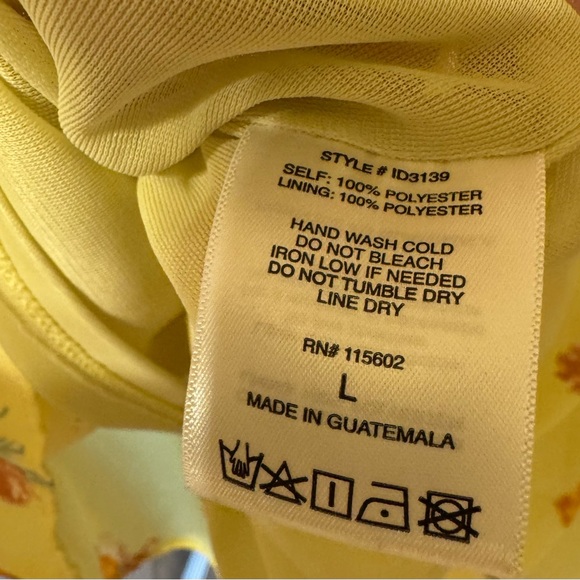 STYLE # ID3139
SELF: 100% POLYESTER
LINING: 100% POLYESTER
HAND WASH COLD
DO NOT BLEACH
IRON LOW IF NEEDED
DO NOT TUMBLE DRY
LINE DRY
RN# 115602
L
MADE IN GUATEMALA